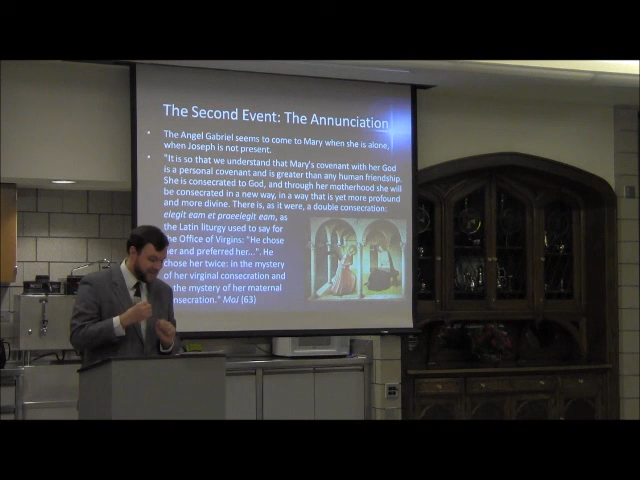 The Second Event: The Annunciation
• The Angel Gabriel seems to come to Mary when she is alone,
when Joseph is not present.
• "It is so that we understand that Mary's covenant with her God
is a personal covenant and is greater than any human friendship.
She is consecrated to God, and through her motherhood she will
be consecrated in a new way, in a way that is yet more profound
and more divine. There is, as it were, a double consecration:
elegit eam et praeelegit eam, as
the Latin liturgy used to say for
the Office of Virgins: "He chose
her and preferred her...". He
chose her twice: in the mystery
of her virginal consecration and
the mystery of her maternal
consecration." MaJ (63)